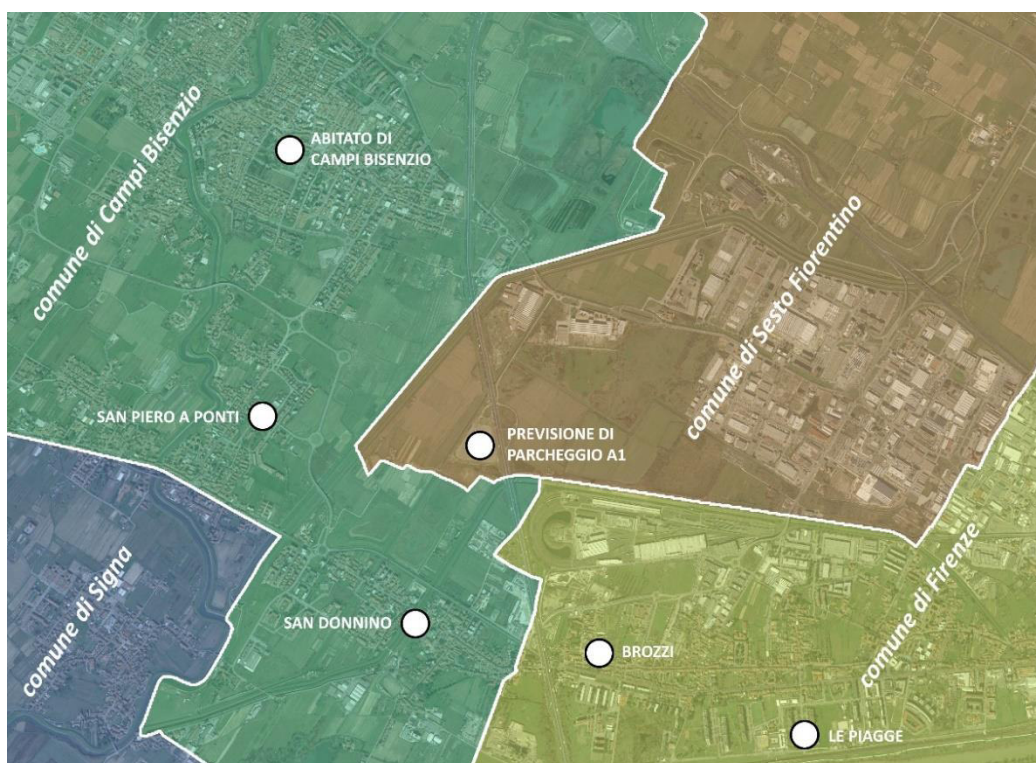 comune di Campi Bisenzio
ABITATO DI
CAMPI BISENZIO
comune di Sesto Fiorentino
SAN PIERO A PONTI
PREVISIONE DI
PARCHEGGIO A1
comune di Signa
SAN DONNINO
BROZZI
comune di Firenze
LE PIAGGE